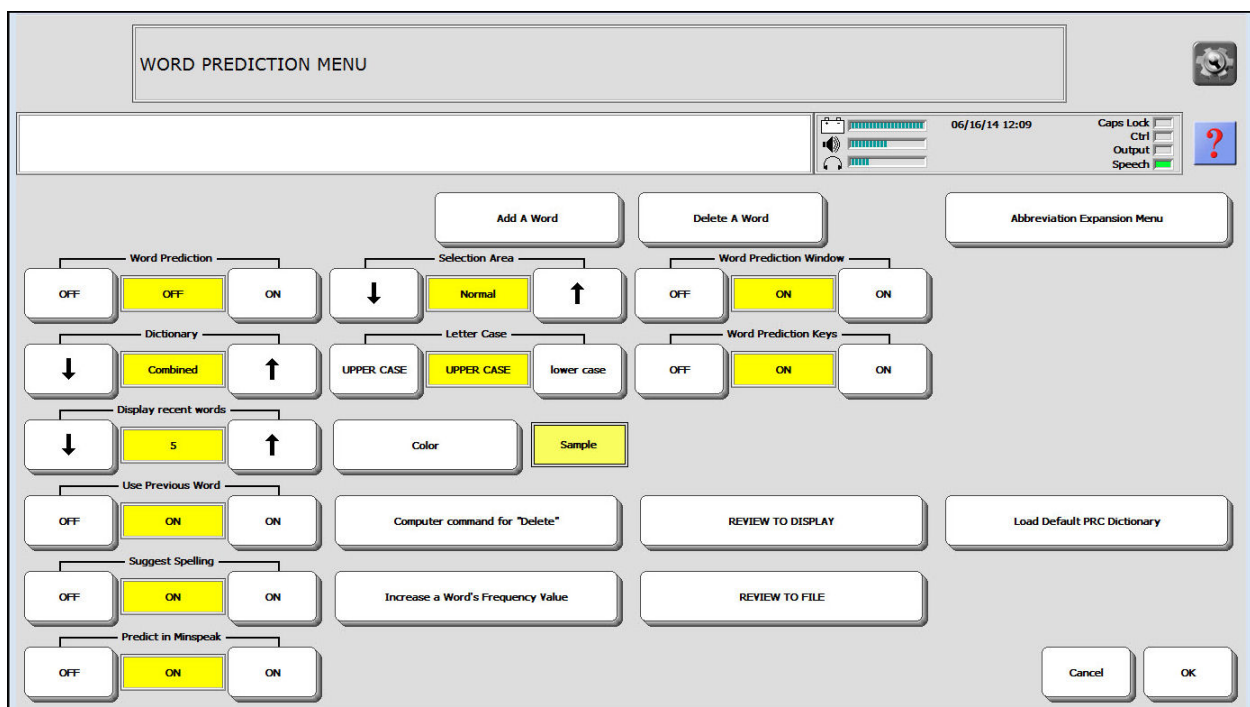 WORD PREDICTION MENU
06/16/14 12:09
Caps Lock
Ctrl
Output
Speech
?
Add A Word
Delete A Word
Abbreviation Expansion Menu
Word Prediction
OFF OFF ON
Selection Area
Normal
Word Prediction Window
OFF ON ON
Dictionary
Combined
Letter Case
UPPER CASE UPPER CASE lower case
Word Prediction Keys
OFF ON ON
Display recent words
5
Color
Sample
Use Previous Word
OFF ON ON
Computer command for "Delete"
REVIEW TO DISPLAY
Load Default PRC Dictionary
Suggest Spelling
OFF ON ON
Increase a Word's Frequency Value
REVIEW TO FILE
Predict in Minspeak
OFF ON ON
Cancel
OK